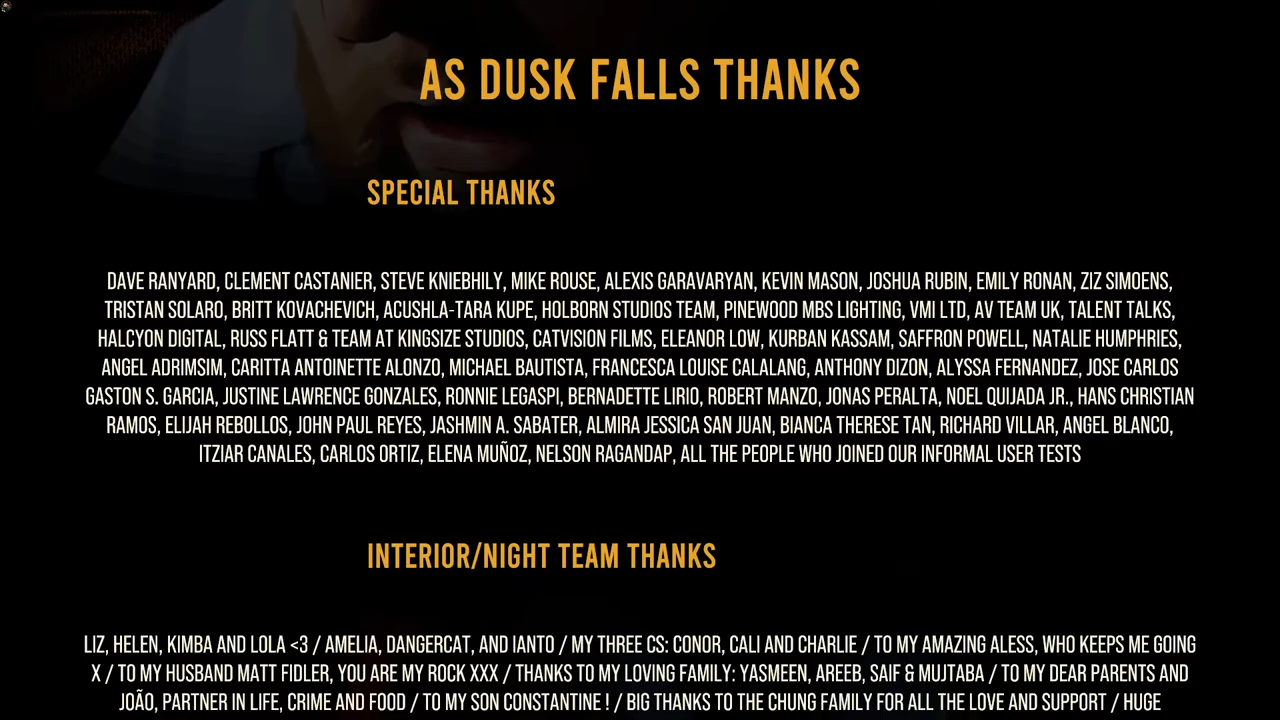 AS DUSK FALLS THANKS
SPECIAL THANKS
DAVE RANYARD, CLEMENT CASTANIER, STEVE KNIEBHILY, MIKE ROUSE, ALEXIS GARAVARYAN, KEVIN MASON, JOSHUA RUBIN, EMILY RONAN, ZIZ SIMOENS,
TRISTAN SOLARO, BRITT KOVACHEVICH, ACUSHLA-TARA KUPE, HOLBORN STUDIOS TEAM, PINEWOOD MBS LIGHTING, VMI LTD, AV TEAM UK, TALENT TALKS,
HALCYON DIGITAL, RUSS FLATT & TEAM AT KINGSIZE STUDIOS, CATVISION FILMS, ELEANOR LOW, KURBAN KASSAM, SAFFRON POWELL, NATALIE HUMPHRIES,
ANGEL ADRIMSIM, CARITTA ANTOINETTE ALONZO, MICHAEL BAUTISTA, FRANCESCA LOUISE CALALANG, ANTHONY DIZON, ALYSSA FERNANDEZ, JOSE CARLOS
GASTON S. GARCIA, JUSTINE LAWRENCE GONZALES, RONNIE LEGASPI, BERNADETTE LIRIO, ROBERT MANZO, JONAS PERALTA, NOEL QUIJADA JR., HANS CHRISTIAN
RAMOS, ELIJAH REBOLLOS, JOHN PAUL REYES, JASHMIN A. SABATER, ALMIRA JESSICA SAN JUAN, BIANCA THERESE TAN, RICHARD VILLAR, ANGEL BLANCO,
ITZIAR CANALES, CARLOS ORTIZ, ELENA MUÑOZ, NELSON RAGANDAP, ALL THE PEOPLE WHO JOINED OUR INFORMAL USER TESTS
INTERIOR/NIGHT TEAM THANKS
LIZ, HELEN, KIMBA AND LOLA <3 / AMELIA, DANGERCAT, AND IANTO / MY THREE CS: CONOR, CALI AND CHARLIE / TO MY AMAZING ALESS, WHO KEEPS ME GOING
X / TO MY HUSBAND MATT FIDLER, YOU ARE MY ROCK XXX / THANKS TO MY LOVING FAMILY: YASMEEN, AREEB, SAIF & MUJTABA / TO MY DEAR PARENTS AND
JOÃO, PARTNER IN LIFE, CRIME AND FOOD / TO MY SON CONSTANTINE ! / BIG THANKS TO THE CHUNG FAMILY FOR ALL THE LOVE AND SUPPORT / HUGE